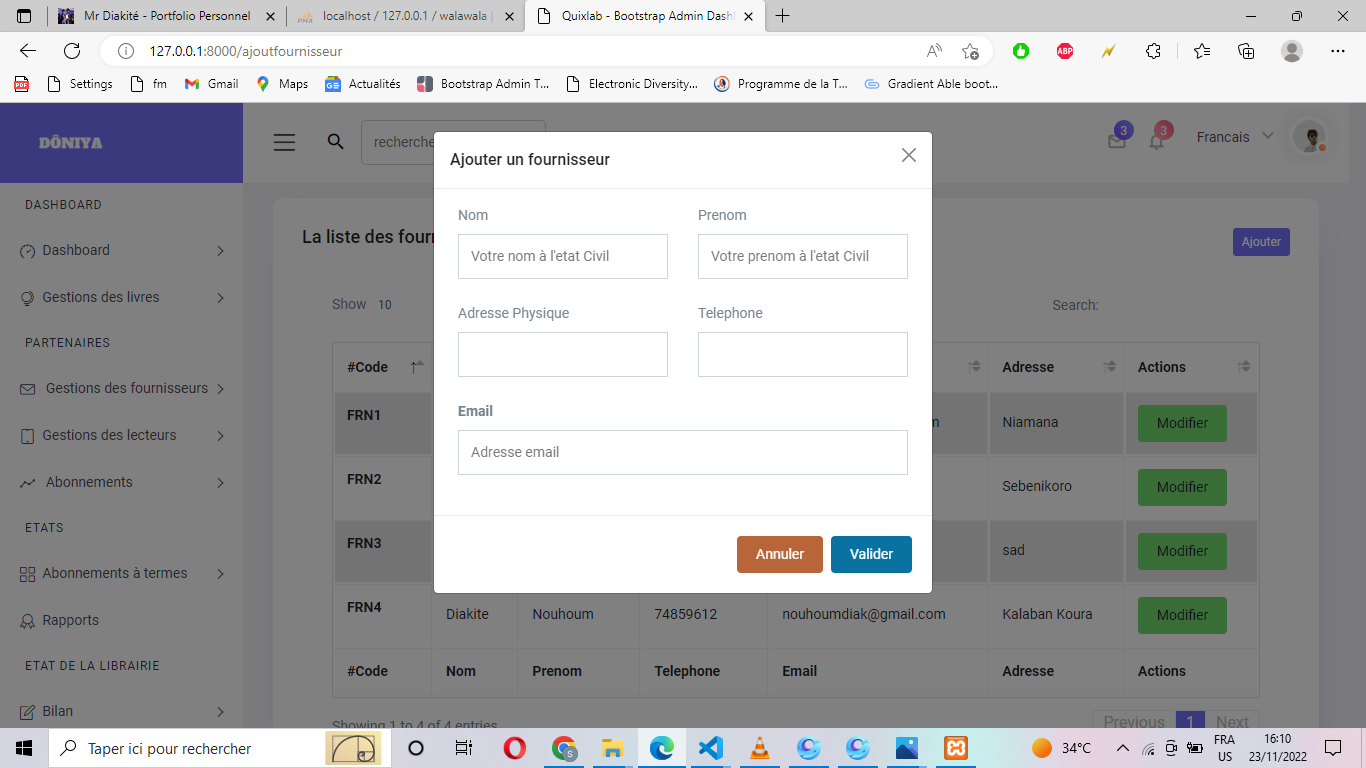 Mr Diakité - Portfolio Personnel
localhost / 127.0.0.1 / walawala |
Quixlab - Bootstrap Admin Dash
127.0.0.1:8000/ajoutfournisseur
Settings
fm
Gmail
Maps
Actualités
Bootstrap Admin T...
Electronic Diversity...
Programme de la T...
Gradient Able boot...
DÔNIYA
recherche
3
3
Francais
DASHBOARD
Dashboard
Gestions des livres
PARTENAIRES
Gestions des fournisseurs
Gestions des lecteurs
Abonnements
ETATS
Abonnements à termes
Rapports
ETAT DE LA LIBRAIRIE
Bilan
La liste des four
Ajouter
Show 10
Search:
#Code Adresse Actions
FRN1 m Niamana Modifier
FRN2 Sebenikoro Modifier
FRN3 sad Modifier
FRN4 Diakite Nouhoum 74859612 nouhoumdiak@gmail.com Kalaban Koura Modifier
#Code Nom Prenom Telephone Email Adresse Actions
Showing 1 to 4 of 4 entries
Previous 1 Next
Ajouter un fournisseur
Nom
Votre nom à l'etat Civil
Prenom
Votre prenom à l'etat Civil
Adresse Physique
Telephone
Email
Adresse email
Annuler Valider
Taper ici pour rechercher
34°C
FRA
US
16:10
23/11/2022